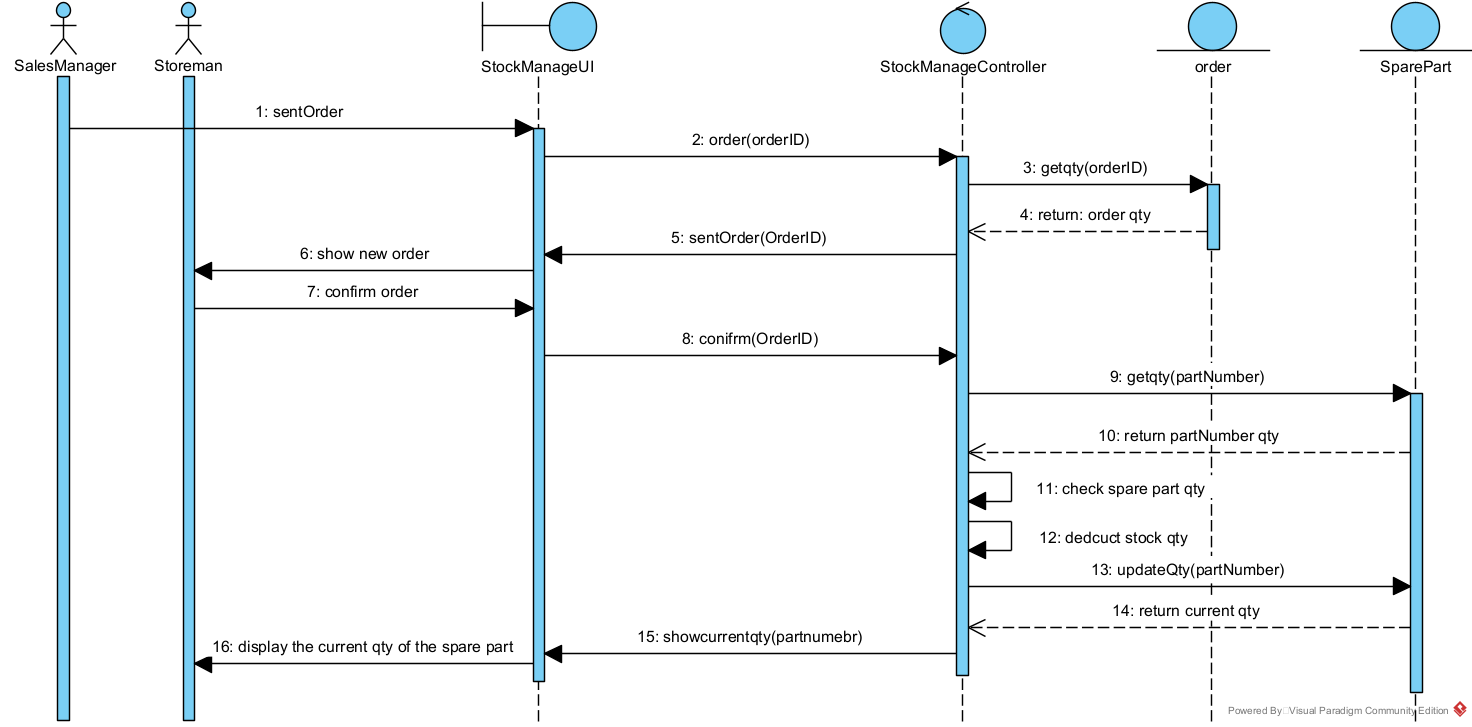 SalesManager
Storeman
StockManageUI
StockManageController
order
SparePart
1: sentOrder
2: order(orderID)
3: getqty(orderID)
4: return: order qty
5: sentOrder(OrderID)
6: show new order
7: confirm order
8: conifrm(OrderID)
9: getqty(partNumber)
10: return partNumber qty
11: check spare part qty
12: dedcuct stock qty
13: updateQty(partNumber)
14: return current qty
15: showcurrentqty(partnumebr)
16: display the current qty of the spare part
Powered By Visual Paradigm Community Edition